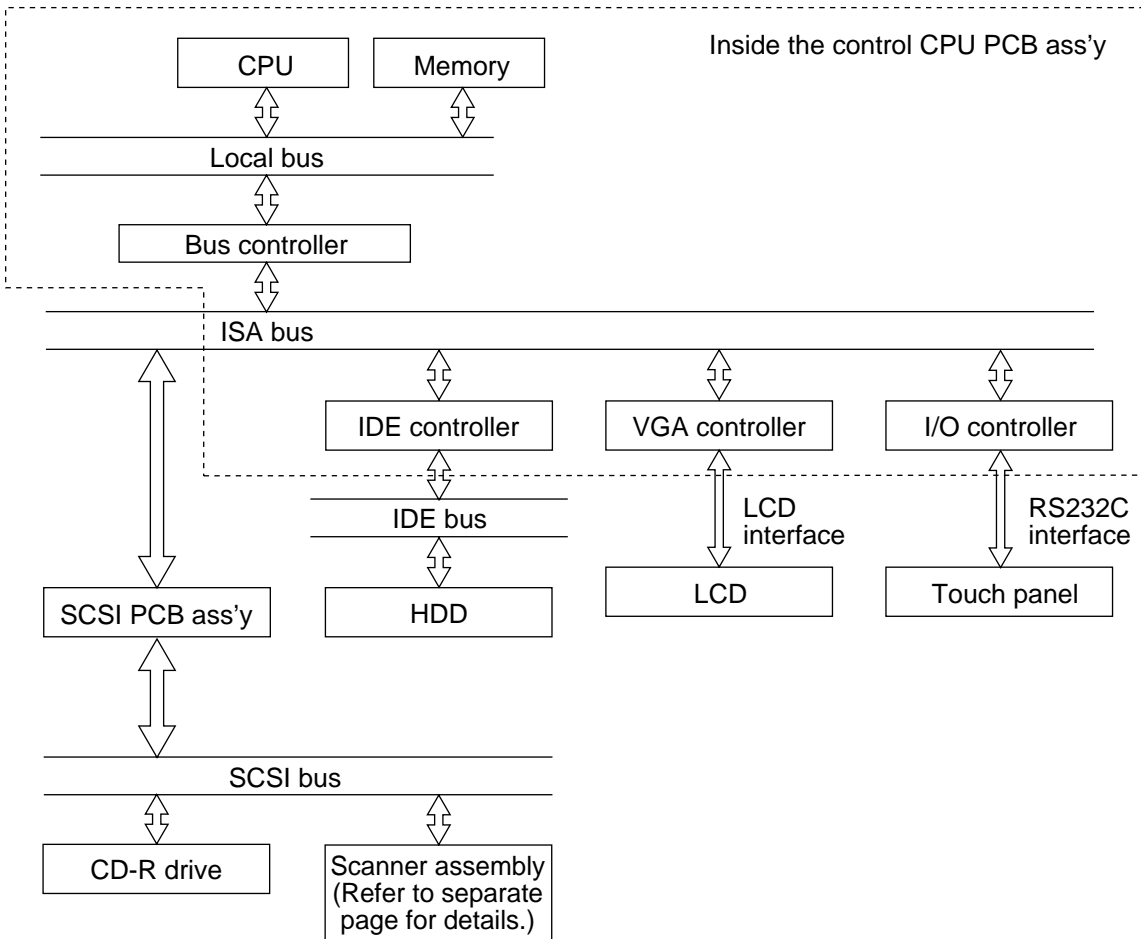 Inside the control CPU PCB ass'y
CPU
Memory
Local bus
Bus controller
ISA bus
IDE controller
VGA controller
I/O controller
IDE bus
LCD
interface
RS232C
interface
SCSI PCB ass'y
HDD
LCD
Touch panel
SCSI bus
CD-R drive
Scanner assembly
(Refer to separate
page for details.)